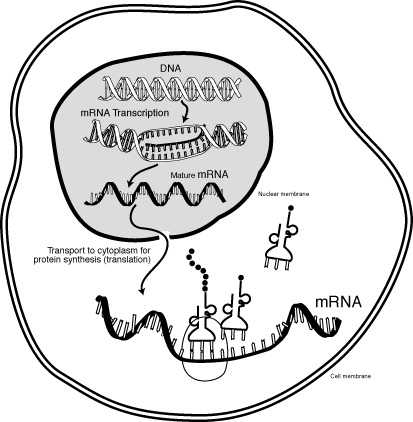 DNA
mRNA Transcription
Mature mRNA
Nuclear membrane
Transport to cytoplasm for
protein synthesis (translation)
mRNA
Cell membrane